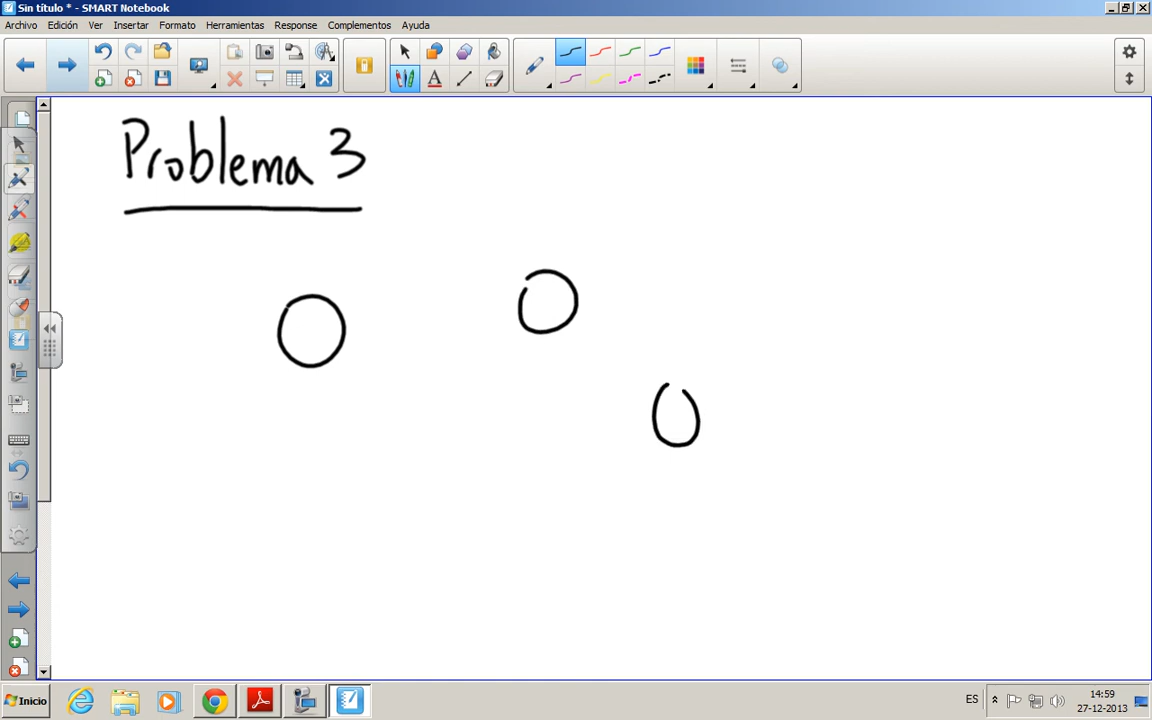 Sin título * - SMART Notebook
Archivo Edición Ver Insertar Formato Herramientas Response Complementos Ayuda
Problema 3
Inicio
ES
14:59
27-12-2013